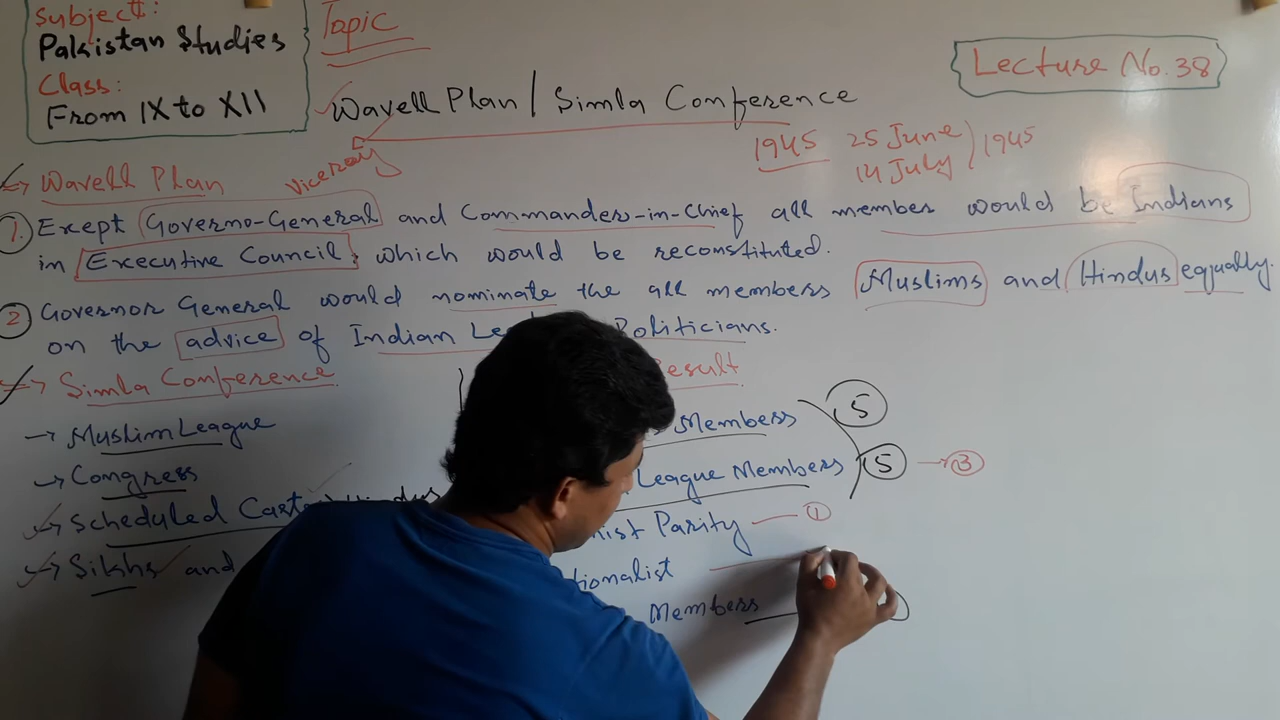 Subject:
Pakistan Studies
Class:
From IX to XII
Topic
Wavell Plan / Simla Conference
Viceroy
Lecture No. 38
1945 25 June
14 July
1945
Wavell Plan
1. Except Governo-General and Commander-in-Chief all member would be Indians
in Executive Council, which would be reconstituted.
2 Governor General would nominate the all members Muslims and Hindus equally.
on the advice of Indian Politicians.
Simla Conference
→ Muslim League
→ Congress
→ Scheduled Caste Hindus
→ Sikhs and
Members 5
League Members 5 → 3
Parity 1
Members